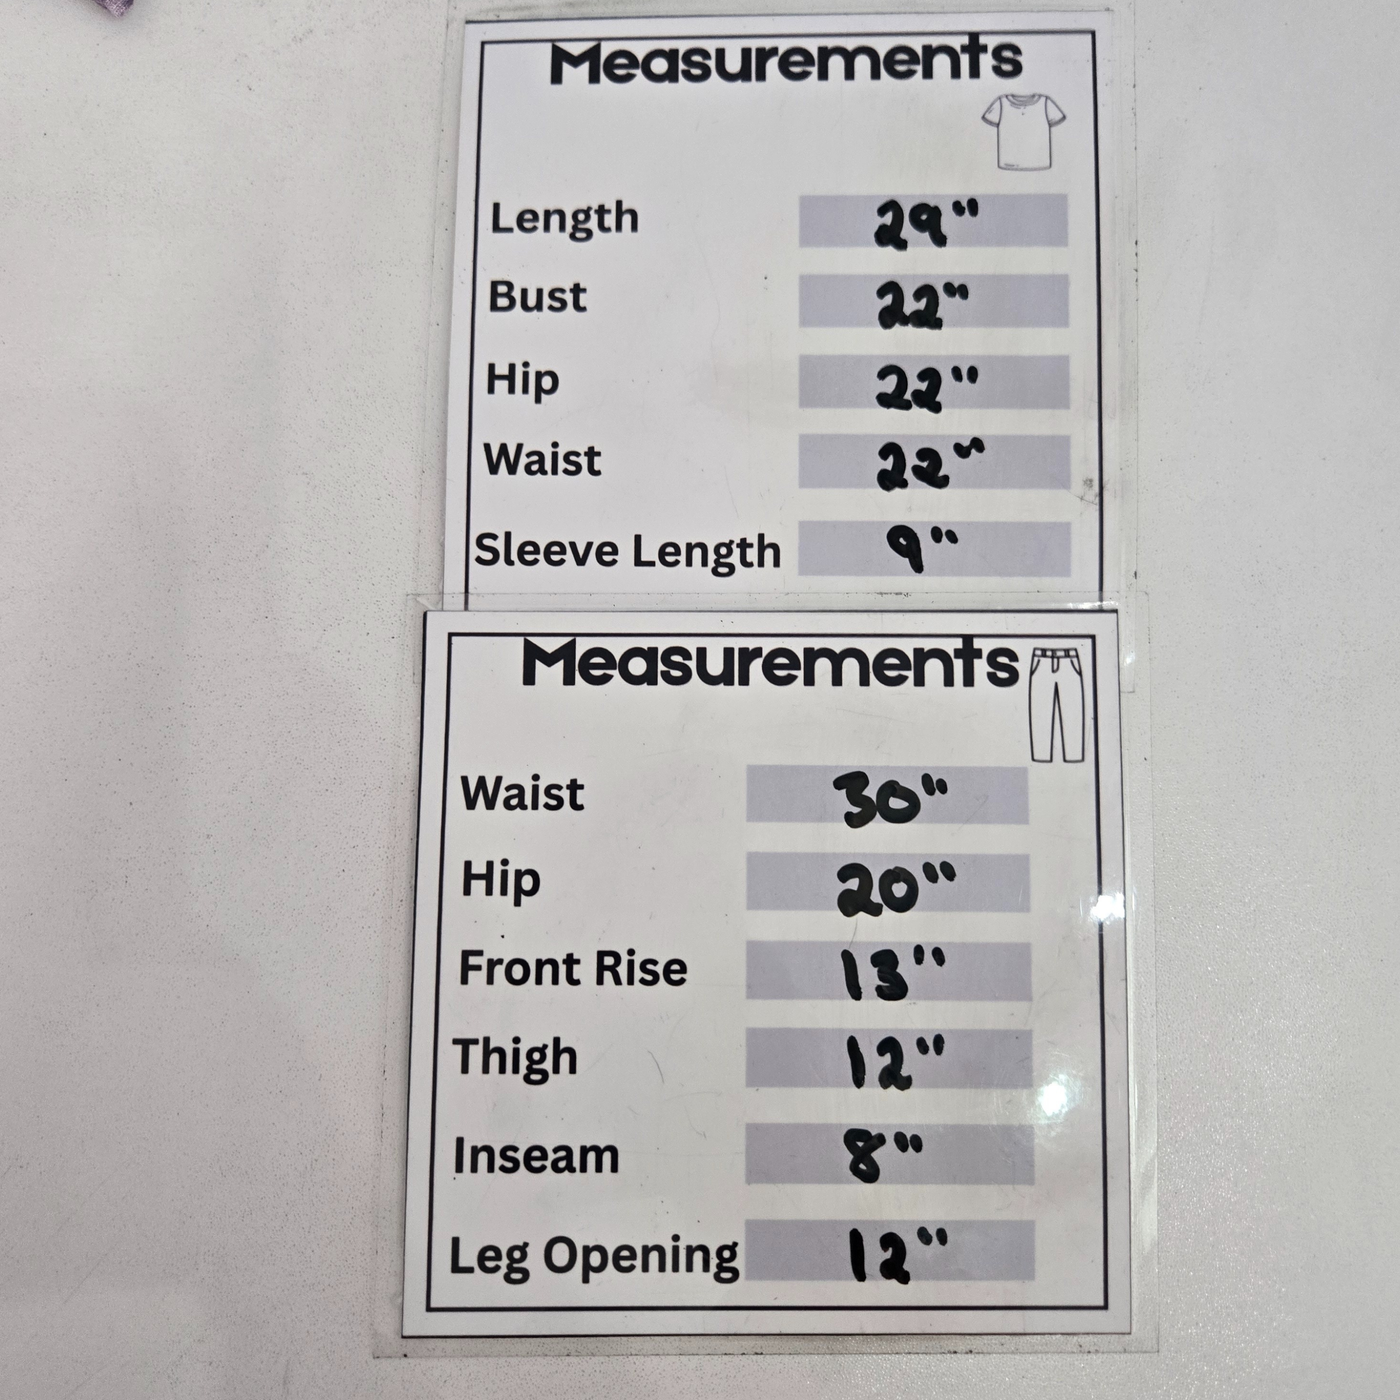 Measurements
Length 29"
Bust 22"
Hip 22"
Waist 22"
Sleeve Length 9"
Measurements
Waist 30"
Hip 20"
Front Rise 13"
Thigh 12"
Inseam 8"
Leg Opening 12"